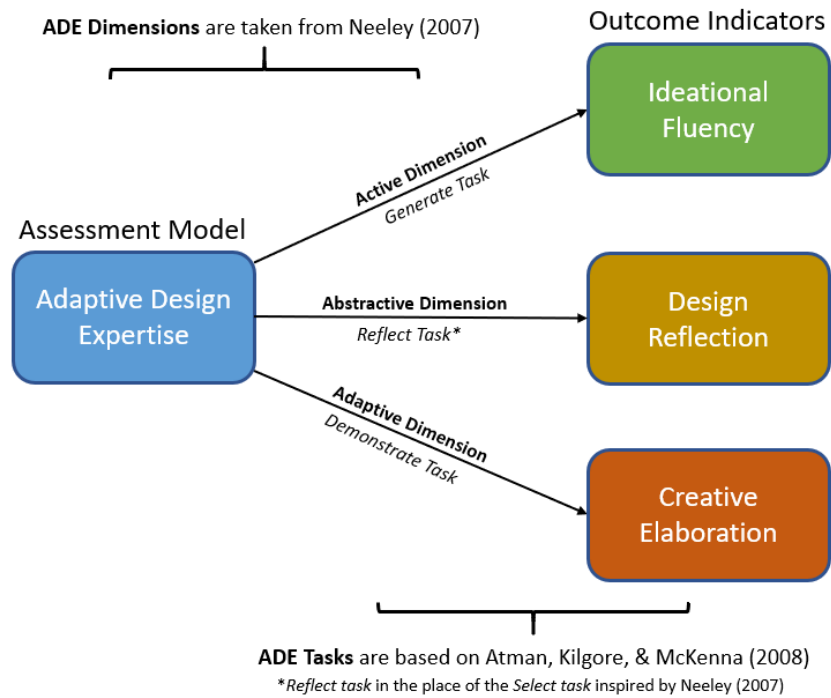 ADE Dimensions are taken from Neeley (2007)
Outcome Indicators
Ideational
Fluency
Active Dimension
Generate Task
Assessment Model
Adaptive Design
Expertise
Abstractive Dimension
Reflect Task*
Design
Reflection
Adaptive Dimension
Demonstrate Task
Creative
Elaboration
ADE Tasks are based on Atman, Kilgore, & McKenna (2008)
*Reflect task in the place of the Select task inspired by Neeley (2007)